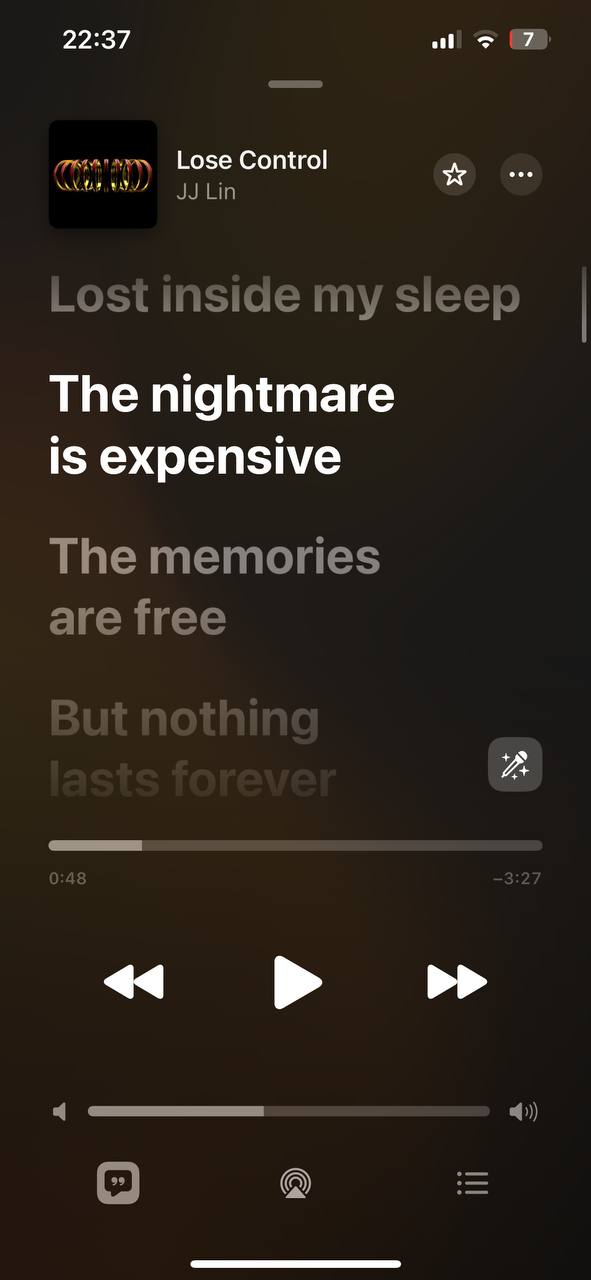 22:37
7
Lose Control
JJ Lin
Lost inside my sleep
The nightmare
is expensive
The memories
are free
But nothing
lasts forever
0:48
−3:27